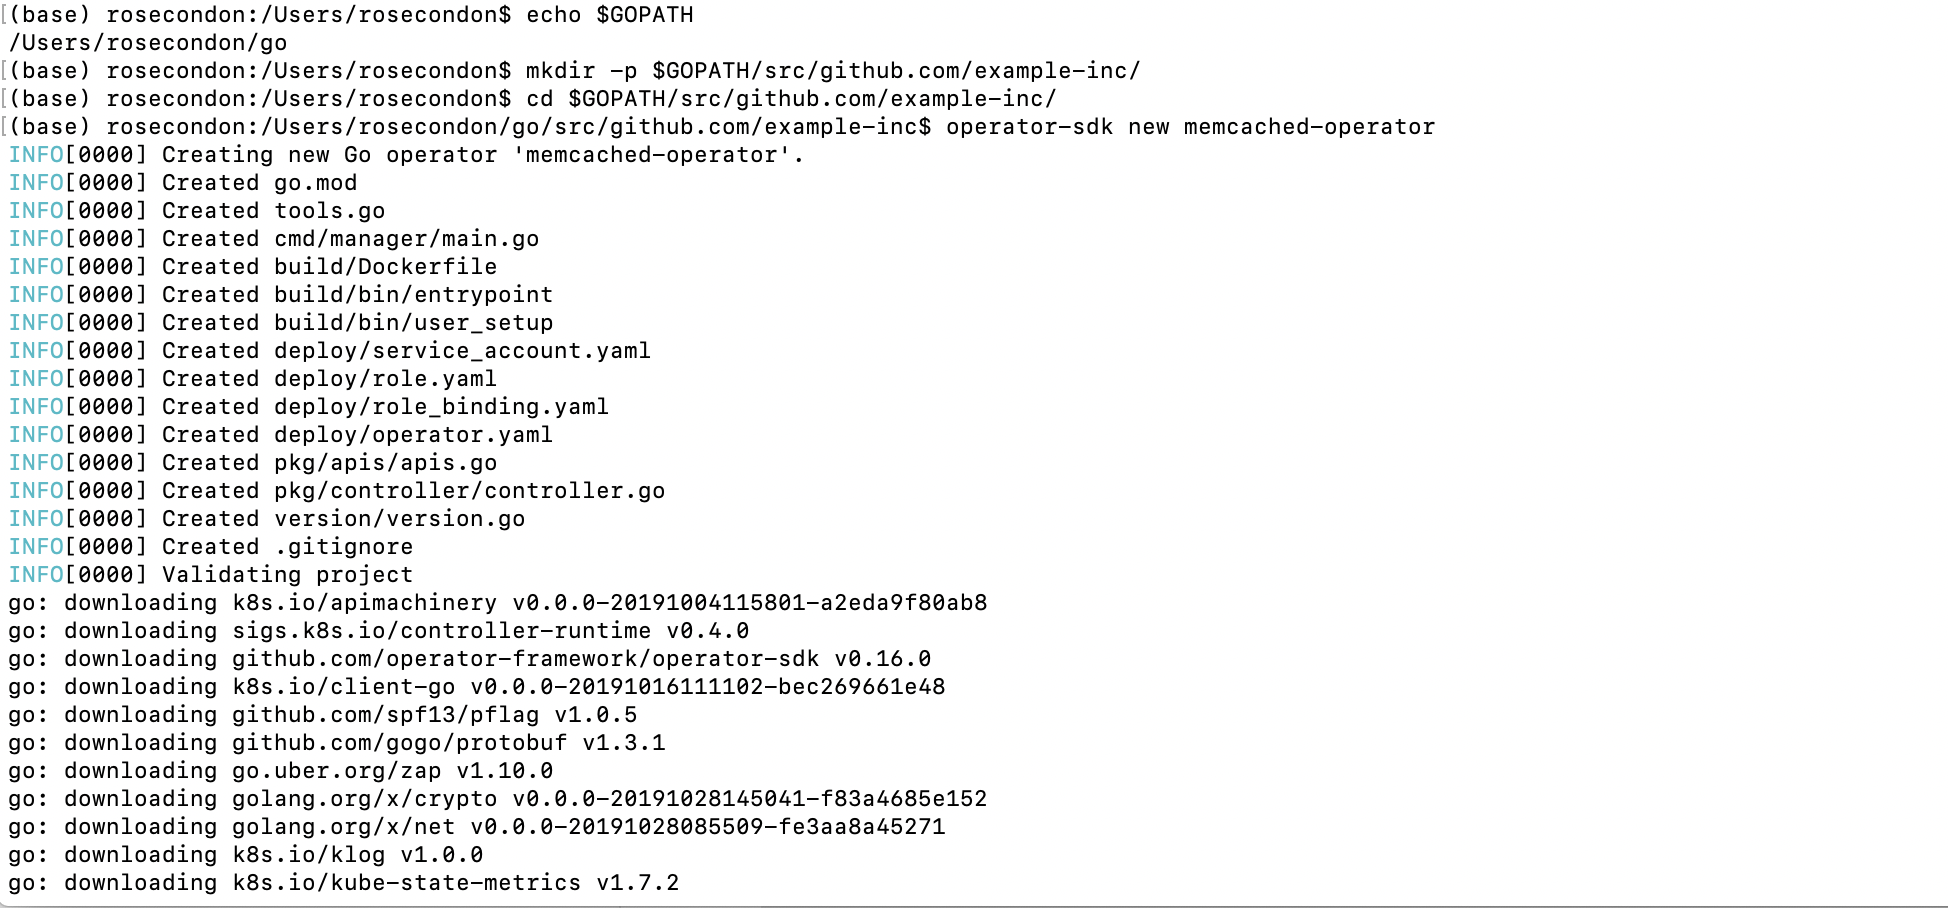 [(base) rosecondon:/Users/rosecondon$ echo $GOPATH
/Users/rosecondon/go
[(base) rosecondon:/Users/rosecondon$ mkdir -p $GOPATH/src/github.com/example-inc/
[(base) rosecondon:/Users/rosecondon$ cd $GOPATH/src/github.com/example-inc/
[(base) rosecondon:/Users/rosecondon/go/src/github.com/example-inc$ operator-sdk new memcached-operator
INFO[0000] Creating new Go operator 'memcached-operator'.
INFO[0000] Created go.mod
INFO[0000] Created tools.go
INFO[0000] Created cmd/manager/main.go
INFO[0000] Created build/Dockerfile
INFO[0000] Created build/bin/entrypoint
INFO[0000] Created build/bin/user_setup
INFO[0000] Created deploy/service_account.yaml
INFO[0000] Created deploy/role.yaml
INFO[0000] Created deploy/role_binding.yaml
INFO[0000] Created deploy/operator.yaml
INFO[0000] Created pkg/apis/apis.go
INFO[0000] Created pkg/controller/controller.go
INFO[0000] Created version/version.go
INFO[0000] Created .gitignore
INFO[0000] Validating project
go: downloading k8s.io/apimachinery v0.0.0-20191004115801-a2eda9f80ab8
go: downloading sigs.k8s.io/controller-runtime v0.4.0
go: downloading github.com/operator-framework/operator-sdk v0.16.0
go: downloading k8s.io/client-go v0.0.0-20191016111102-bec269661e48
go: downloading github.com/spf13/pflag v1.0.5
go: downloading github.com/gogo/protobuf v1.3.1
go: downloading go.uber.org/zap v1.10.0
go: downloading golang.org/x/crypto v0.0.0-20191028145041-f83a4685e152
go: downloading golang.org/x/net v0.0.0-20191028085509-fe3aa8a45271
go: downloading k8s.io/klog v1.0.0
go: downloading k8s.io/kube-state-metrics v1.7.2